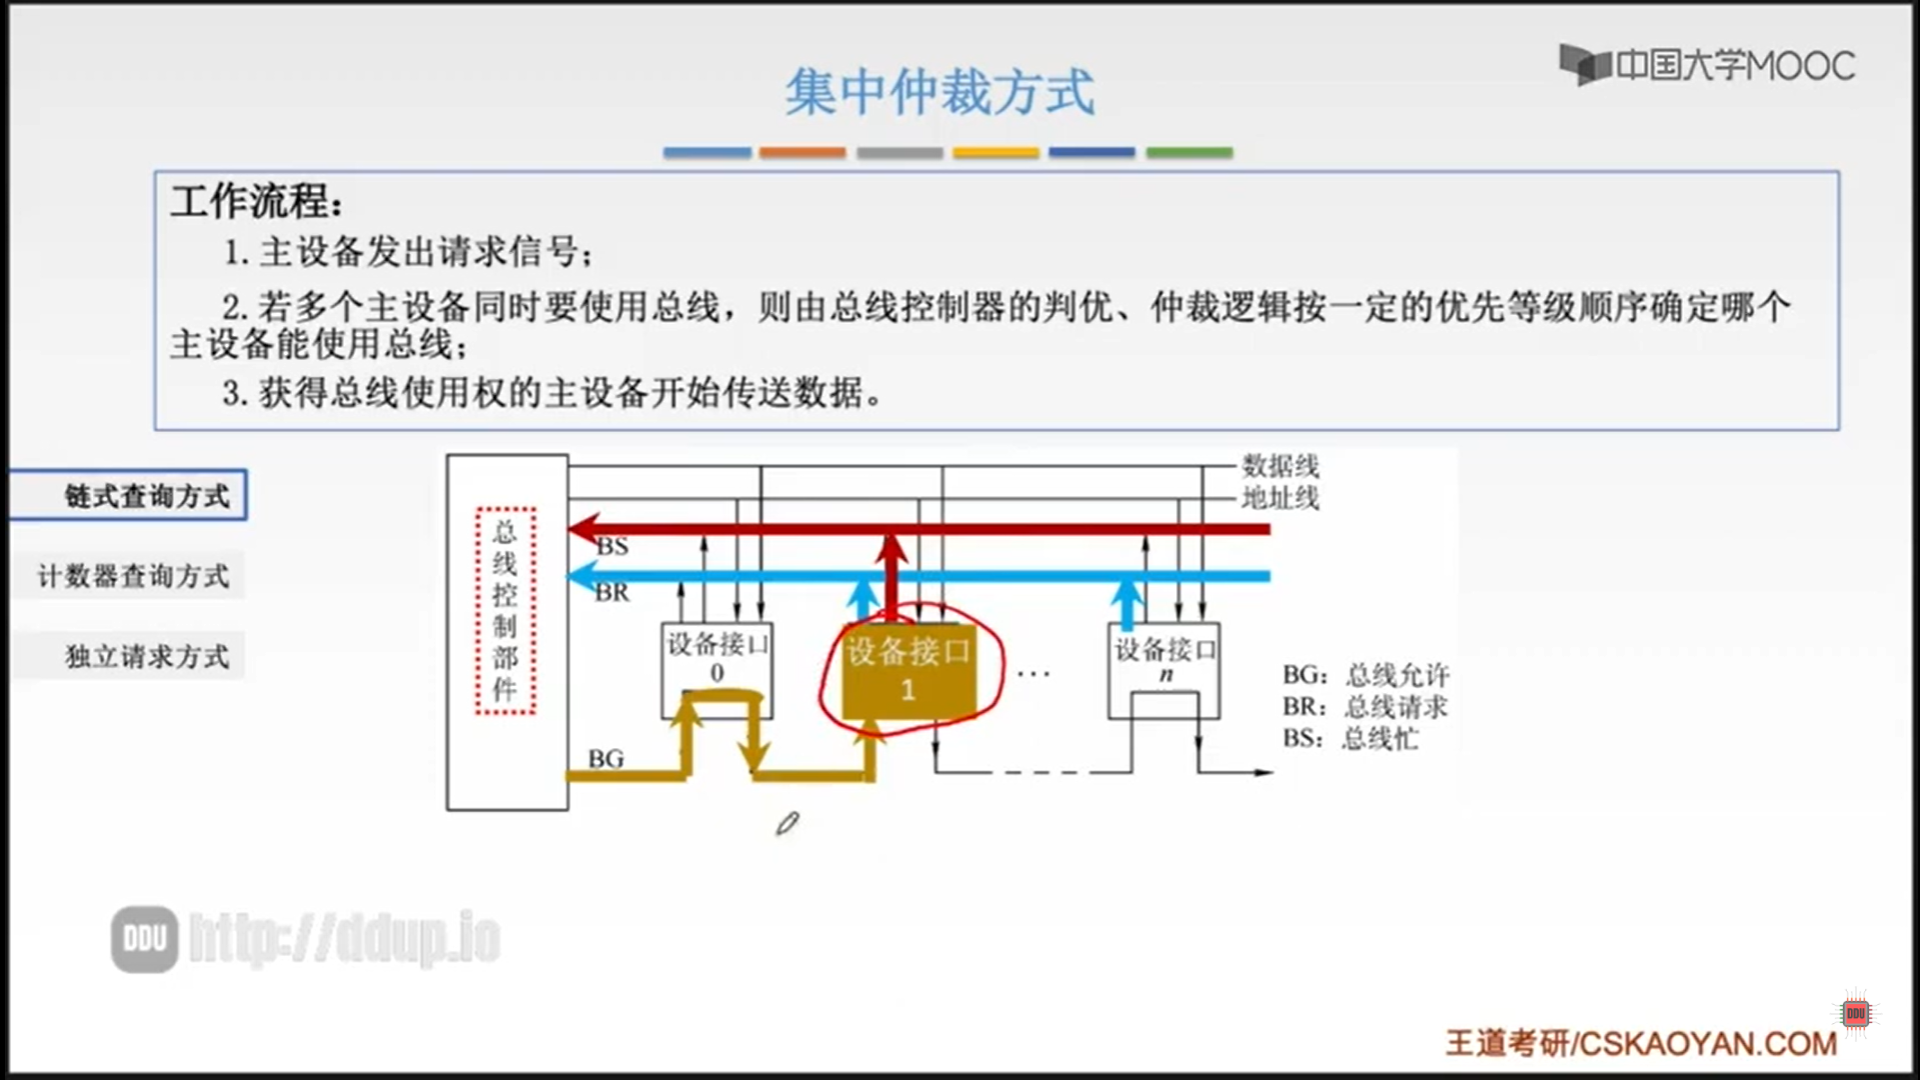 中国大学MOOC
集中仲裁方式
工作流程：
1. 主设备发出请求信号；
2. 若多个主设备同时要使用总线，则由总线控制器的判优、仲裁逻辑按一定的优先等级顺序确定哪个
主设备能使用总线；
3. 获得总线使用权的主设备开始传送数据。
链式查询方式
计数器查询方式
独立请求方式
总线控制部件
数据线
地址线
BS
BR
设备接口
0
设备接口
1
...
设备接口
n
BG
BG：总线允许
BR：总线请求
BS：总线忙
DDU http://ddup.io
DDU
王道考研/CSKAOYAN.COM